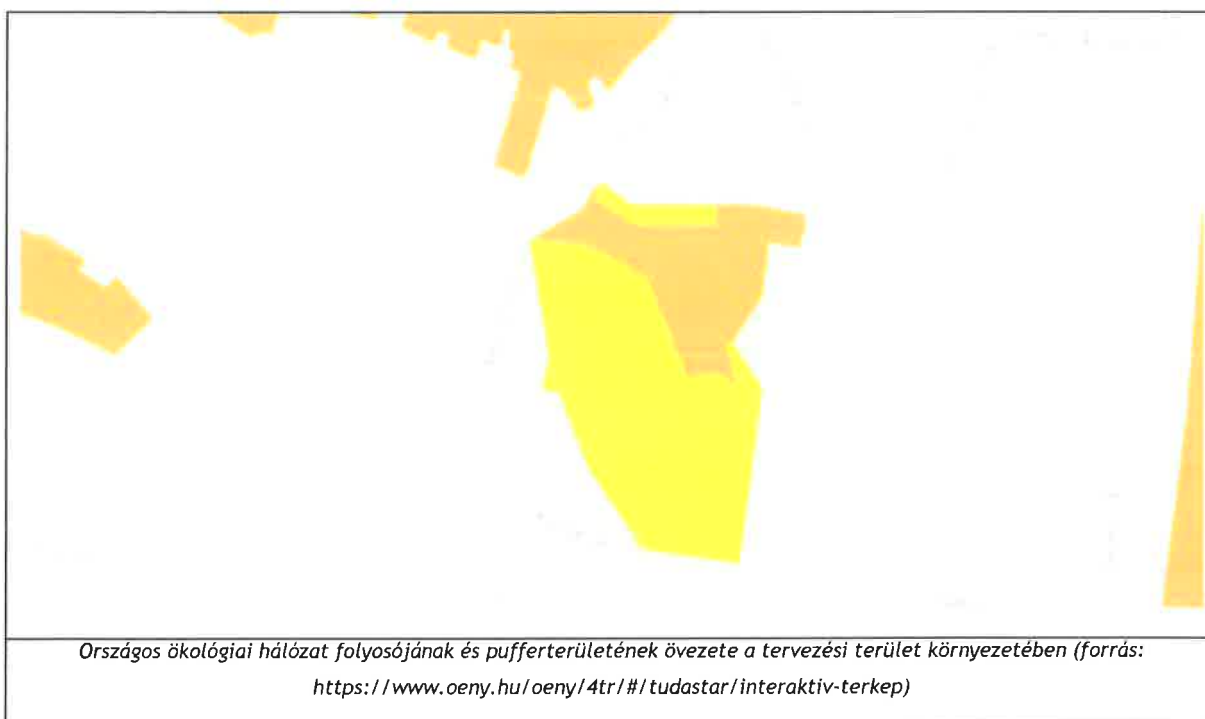 Országos ökológiai hálózat folyosójának és pufferterületének övezete a tervezési terület környezetében (forrás:
https://www.oeny.hu/oeny/4tr/#/tudastar/interaktiv-terkep)